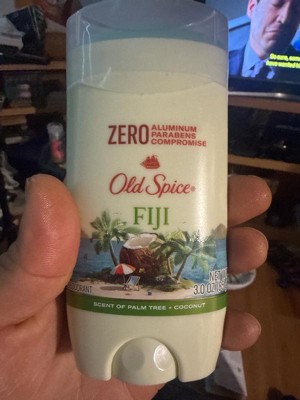 ZERO ALUMINUM
PARABENS
COMPROMISE
Old Spice
FIJI
NET
3.0 OZ
SCENT OF PALM TREE • COCONUT